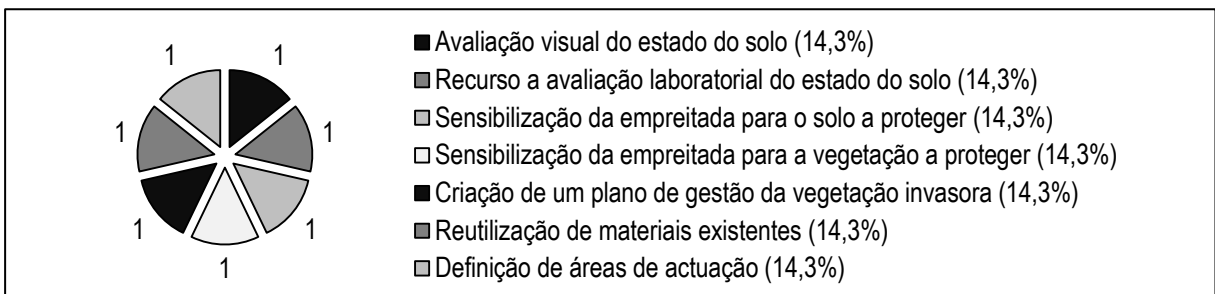 1
1
1
1
1
1
1
Avaliação visual do estado do solo (14,3%)
Recurso a avaliação laboratorial do estado do solo (14,3%)
Sensibilização da empreitada para o solo a proteger (14,3%)
Sensibilização da empreitada para a vegetação a proteger (14,3%)
Criação de um plano de gestão da vegetação invasora (14,3%)
Reutilização de materiais existentes (14,3%)
Definição de áreas de actuação (14,3%)